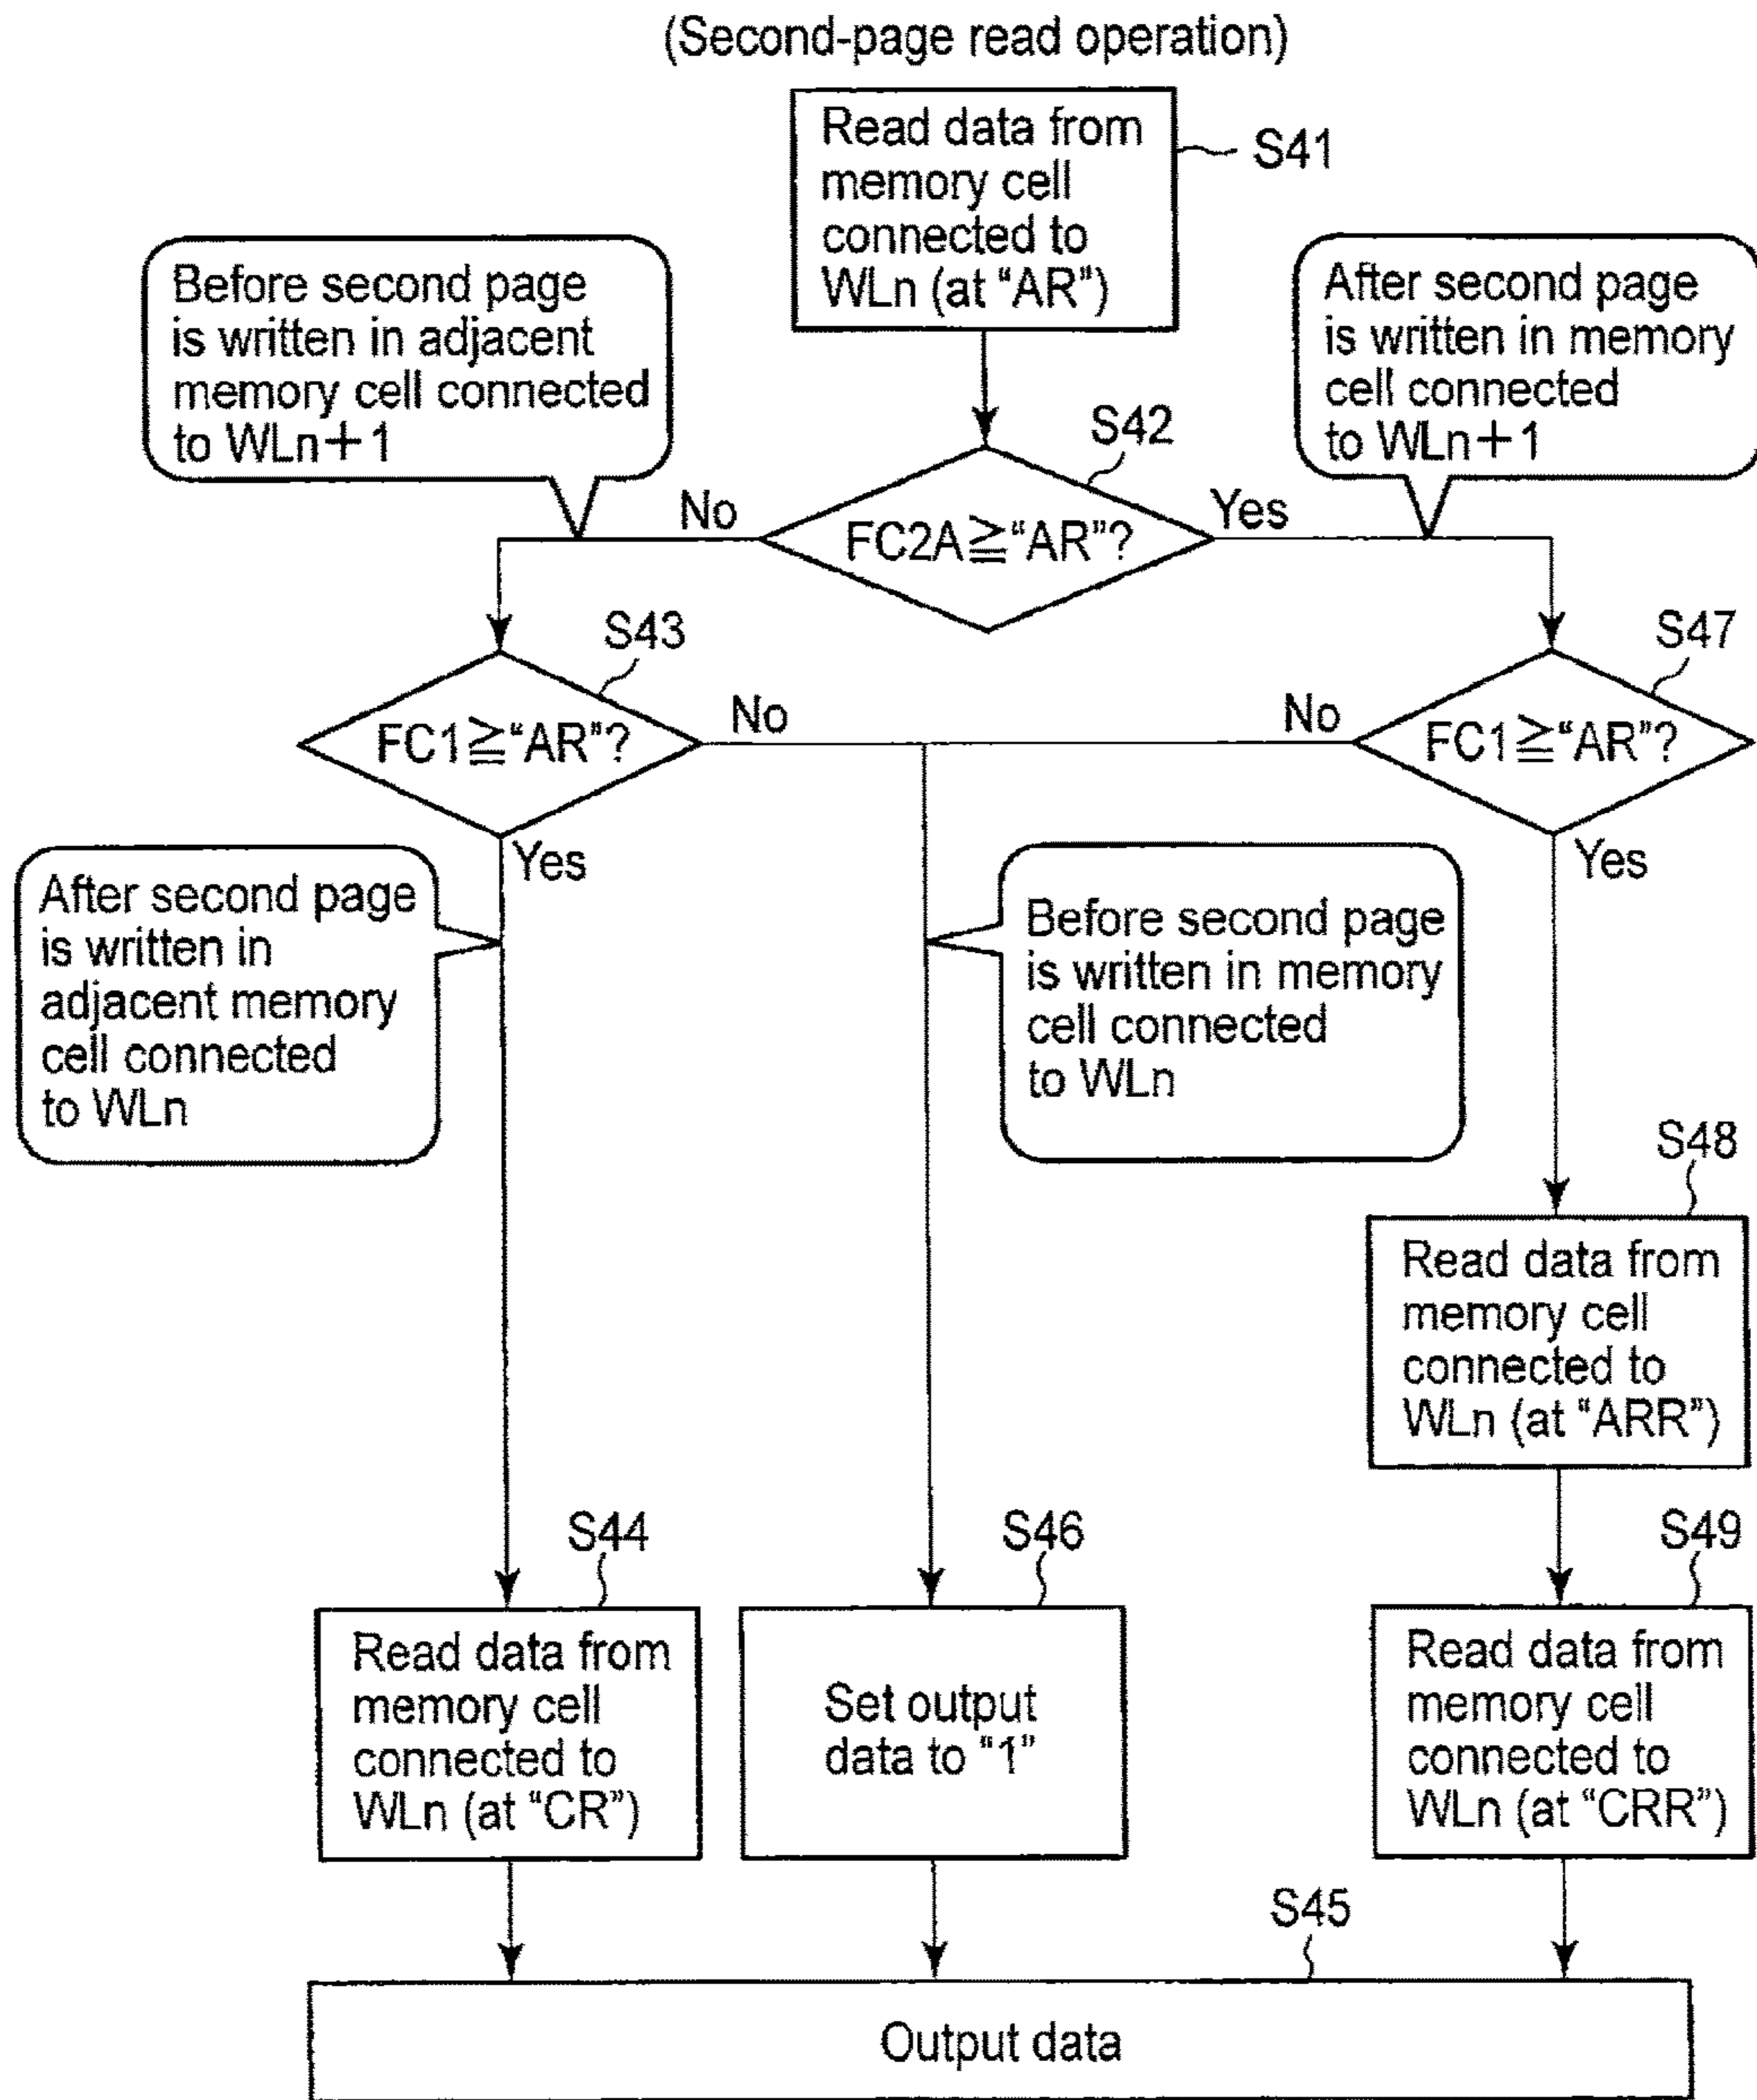 (Second-page read operation)
Read data from
memory cell
connected to
WLn (at “AR”)
S41
Before second page
is written in adjacent
memory cell connected
to WLn+1
After second page
is written in memory
cell connected
to WLn+1
S42
No
FC2A≧“AR”?
Yes
S43
FC1≧“AR”?
No
Yes
S47
No
FC1≧“AR”?
Yes
After second page
is written in
adjacent memory
cell connected
to WLn
Before second page
is written in memory
cell connected
to WLn
S48
Read data from
memory cell
connected to
WLn (at “ARR”)
S44
Read data from
memory cell
connected to
WLn (at “CR”)
S46
Set output
data to “1”
S49
Read data from
memory cell
connected to
WLn (at “CRR”)
S45
Output data